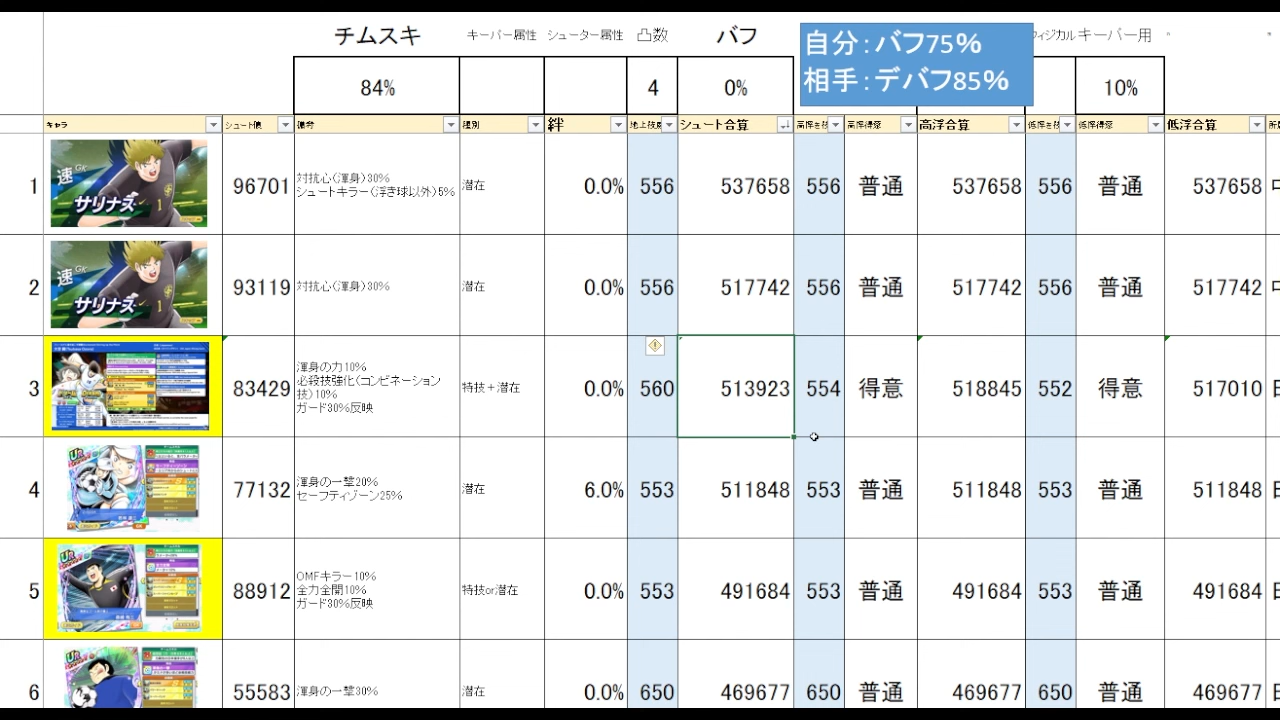 チムスキ キーパー属性 シューター属性 凸数 バフ キーパー用
自分：バフ75%
相手：デバフ85%
84% 4 0% 10%
キャラ シュート値 備考 種別 絆 地上技威 シュート合算 高浮き技 高浮得意 高浮合算 低浮き技 低浮得意 低浮合算
1 速GK サリナス 96701 対抗心（渾身）30% 潜在 0.0% 556 537658 556 普通 537658 556 普通 537658
シュートキラー（浮き球以外）5%
2 速GK サリナス 93119 対抗心（渾身）30% 潜在 0.0% 556 517742 556 普通 517742 556 普通 517742
3 83429 渾身の力10% 特技＋潜在 0.0% 560 513923 554 得意 518845 552 得意 517010
必殺技強化（コンビネーション
技）10%
ガード30%反映
4 UR 77132 渾身の一撃20% 潜在 6.0% 553 511848 553 普通 511848 553 普通 511848
セーフティゾーン25%
5 UR 88912 OMFキラー10% 特技or潜在 0.0% 553 491684 553 普通 491684 553 普通 491684
全力全開10%
ガード30%反映
6 UR 55583 渾身の一撃30% 潜在 0.0% 650 469677 650 普通 469677 650 普通 469677